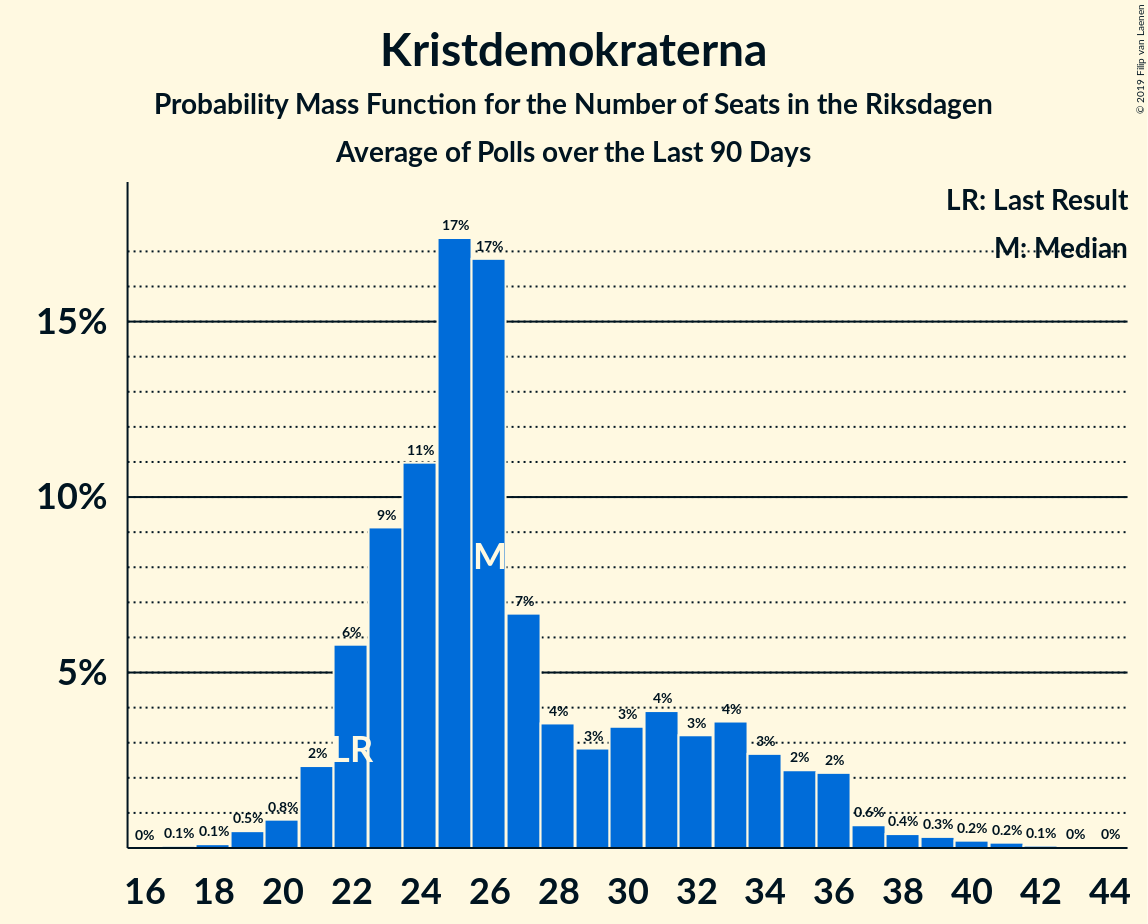 Kristdemokraterna
Probability Mass Function for the Number of Seats in the Riksdagen
Average of Polls over the Last 90 Days
© 2019 Filip van Laenen
LR: Last Result
M: Median
15%
10%
5%
0% 0.1% 0.1% 0.5% 0.8% 2% 6% 9% 11% 17% 17% 7% 4% 3% 3% 4% 3% 4% 3% 2% 2% 0.6% 0.4% 0.3% 0.2% 0.2% 0.1% 0% 0%
LR
M
16 18 20 22 24 26 28 30 32 34 36 38 40 42 44